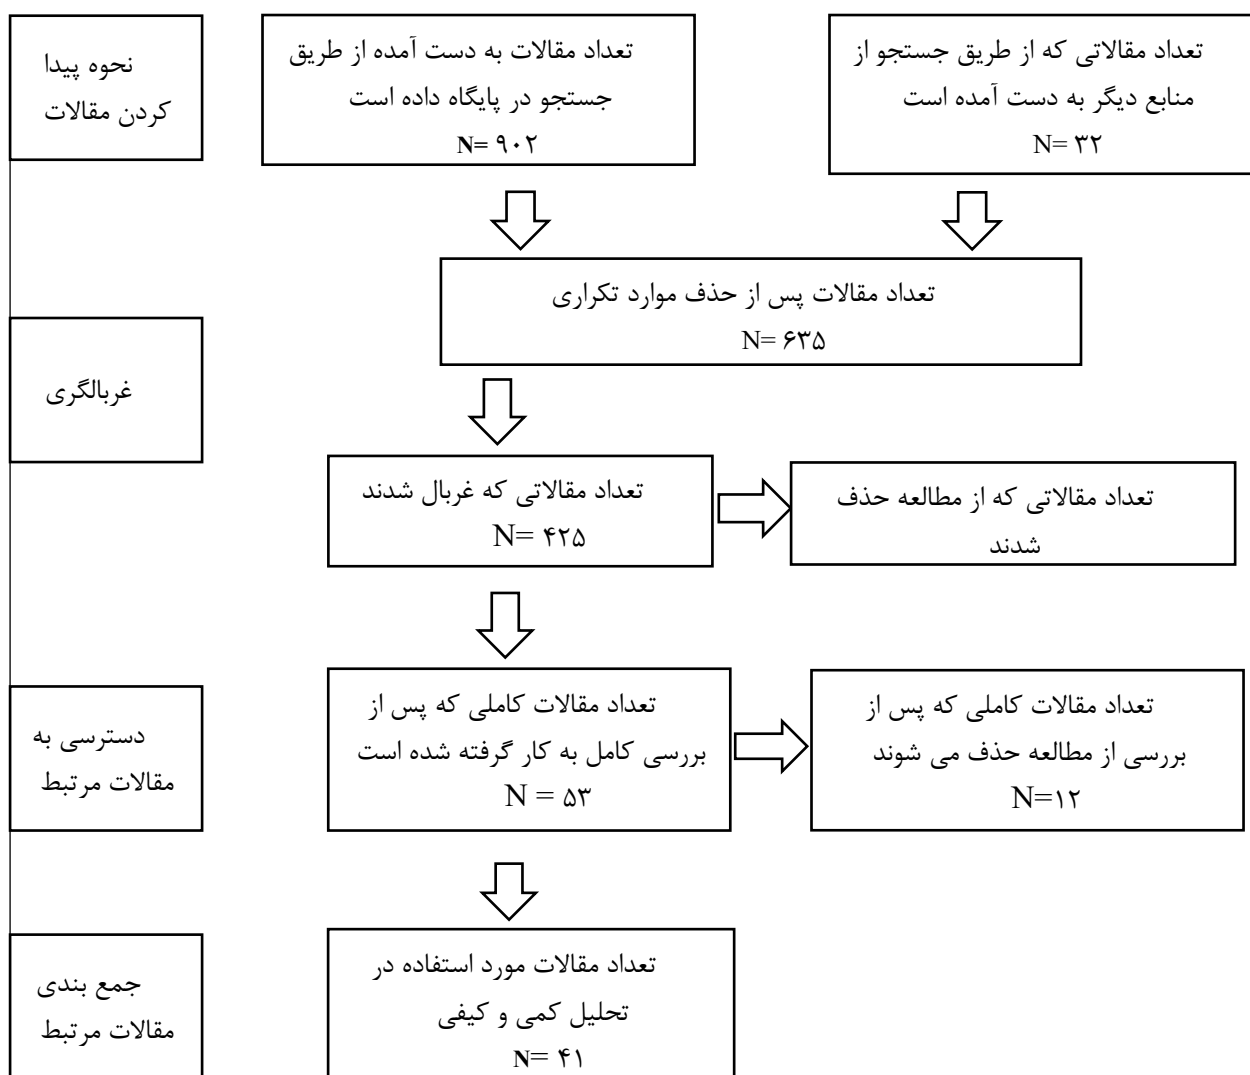 نحوه پیدا
کردن مقالات
تعداد مقالات به دست آمده از طریق
جستجو در پایگاه داده است
N= ۹۰۲
تعداد مقالاتی که از طریق جستجو از
منابع دیگر به دست آمده است
N= ۳۲
تعداد مقالات پس از حذف موارد تکراری
N= ۶۳۵
غربالگری
تعداد مقالاتی که غربال شدند
N= ۴۲۵
تعداد مقالاتی که از مطالعه حذف
شدند
دسترسی به
مقالات مرتبط
تعداد مقالات کاملی که پس از
بررسی کامل به کار گرفته شده است
N = ۵۳
تعداد مقالات کاملی که پس از
بررسی از مطالعه حذف می شوند
N=۱۲
جمع بندی
مقالات مرتبط
تعداد مقالات مورد استفاده در
تحلیل کمی و کیفی
N= ۴۱